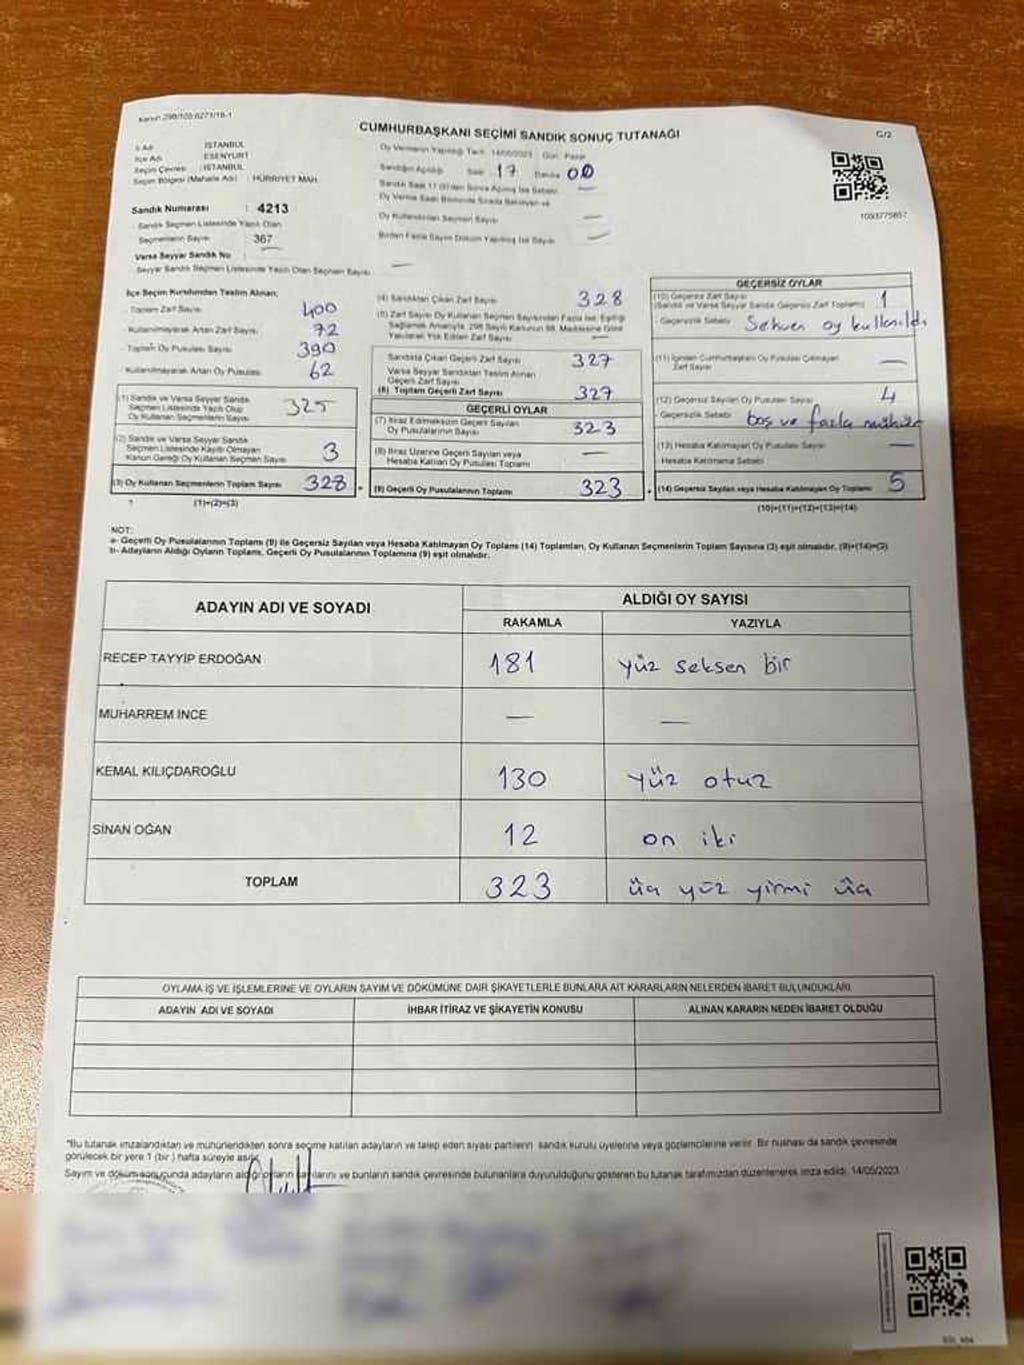 Kanun 298/105;6271/18-1
CUMHURBAŞKANI SEÇİMİ SANDIK SONUÇ TUTANAĞI
C/2
İl Adı : İSTANBUL
İlçe Adı : ESENYURT
Seçim Çevresi : İSTANBUL
Seçim Bölgesi (Mahalle Adı) : HÜRRİYET MAH.
Sandık Numarası : 4213
Sandık Seçmen Listesinde Yazılı Olan
Seçmenlerin Sayısı 367
Varsa Seyyar Sandık No
Seyyar Sandık Seçmen Listesinde Yazılı Olan Seçmen Sayısı —
Oy Vermenin Yapıldığı Tarih: 14/05/2023 Gün: Pazar
Sandığın Açıldığı Saat 17 Dakika 00
Sandık Saat 17:00'den Sonra Açılmış İse Sebebi —
Oy Verme Saati Bitiminde Sırada Bekleyen ve
Oy Kullandırılan Seçmen Sayısı —
Birden Fazla Sayım Döküm Yapılmış İse Sayısı —
1093775857
İlçe Seçim Kurulundan Teslim Alınan;
- Toplam Zarf Sayısı 400
- Kullanılmayarak Artan Zarf Sayısı 72
- Toplam Oy Pusulası Sayısı 390
- Kullanılmayarak Artan Oy Pusulası 62
(1) Sandık ve Varsa Seyyar Sandık
Seçmen Listesinde Yazılı Olup
Oy Kullanan Seçmenlerin Sayısı 325
(2) Sandık ve Varsa Seyyar Sandık
Seçmen Listesinde Kayıtlı Olmayan
Kanun Gereği Oy Kullanan Seçmen Sayısı 3
(3) Oy Kullanan Seçmenlerin Toplam Sayısı 328
(1)+(2)=(3)
(4) Sandıktan Çıkan Zarf Sayısı 328
(5) Zarf Sayısı Oy Kullanan Seçmen Sayısından Fazla İse, Eşitliği
Sağlamak Amacıyla, 298 Sayılı Kanunun 98. Maddesine Göre
Yakılarak Yok Edilen Zarf Sayısı —
Sandıkta Çıkan Geçerli Zarf Sayısı 327
Varsa Seyyar Sandıktan Teslim Alınan
Geçerli Zarf Sayısı
(6) Toplam Geçerli Zarf Sayısı 327
GEÇERLİ OYLAR
(7) İtiraz Edilmeksizin Geçerli Sayılan
Oy Pusulalarının Sayısı 323
(8) İtiraz Üzerine Geçerli Sayılan veya
Hesaba Katılan Oy Pusulası Toplamı —
(9) Geçerli Oy Pusulalarının Toplamı 323
GEÇERSİZ OYLAR
(10) Geçersiz Zarf Sayısı 1
(Sandık ve Varsa Seyyar Sandık Geçersiz Zarf Toplamı)
- Geçersizlik Sebebi Sehven oy kullanıldı
(11) İçinden Cumhurbaşkanı Oy Pusulası Çıkmayan
Zarf Sayısı —
(12) Geçersiz Sayılan Oy Pusulası Sayısı 4
- Geçersizlik Sebebi boş ve fazla mühür
(13) Hesaba Katılmayan Oy Pusulası Sayısı —
Hesaba Katılmama Sebebi
(14) Geçersiz Sayılan veya Hesaba Katılmayan Oy Toplamı 5
(10)+(11)+(12)+(13)=(14)
NOT:
a- Geçerli Oy Pusulalarının Toplamı (9) ile Geçersiz Sayılan veya Hesaba Katılmayan Oy Toplamı (14) Toplamları, Oy Kullanan Seçmenlerin Toplam Sayısına (3) eşit olmalıdır. (9)+(14)=(3)
b- Adayların Aldığı Oyların Toplamı, Geçerli Oy Pusulalarının Toplamına (9) eşit olmalıdır.
ADAYIN ADI VE SOYADI
ALDIĞI OY SAYISI
RAKAMLA YAZIYLA
RECEP TAYYİP ERDOĞAN 181 yüz seksen bir
MUHARREM İNCE — —
KEMAL KILIÇDAROĞLU 130 yüz otuz
SİNAN OĞAN 12 on iki
TOPLAM 323 üç yüz yirmi üç
OYLAMA İŞ VE İŞLEMLERİNE VE OYLARIN SAYIM VE DÖKÜMÜNE DAİR ŞİKAYETLERLE BUNLARA AİT KARARLARIN NELERDEN İBARET BULUNDUKLARI
ADAYIN ADI VE SOYADI İHBAR İTİRAZ VE ŞİKAYETİN KONUSU ALINAN KARARIN NEDEN İBARET OLDUĞU
*Bu tutanak imzalandıktan ve mühürlendikten sonra seçime katılan adayların ve talep eden siyasi partilerin sandık kurulu üyelerine veya gözlemcilerine verilir. Bir nüshası da sandık çevresinde
görülecek bir yere 1 (bir) hafta süreyle asılır.
Sayım ve döküm sonucunda adayların aldığı oyların sayılarını ve bunların sandık çevresinde bulunanlara duyurulduğunu gösteren bu tutanak tarafımızdan düzenlenerek imza edildi. 14/05/2023